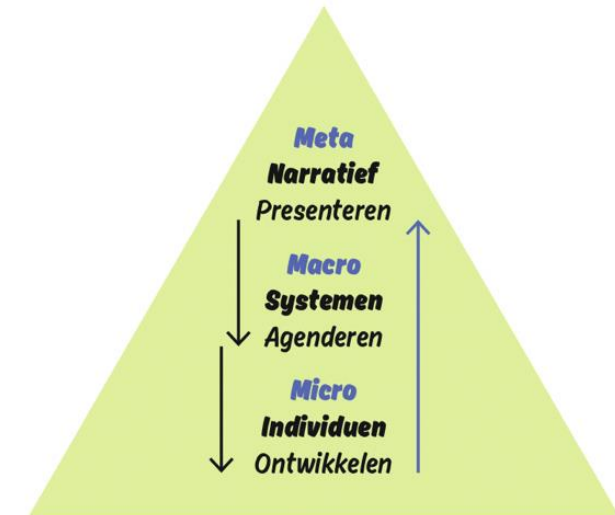 Meta
Narratief
Presenteren
Macro
Systemen
Agenderen
Micro
Individuen
Ontwikkelen